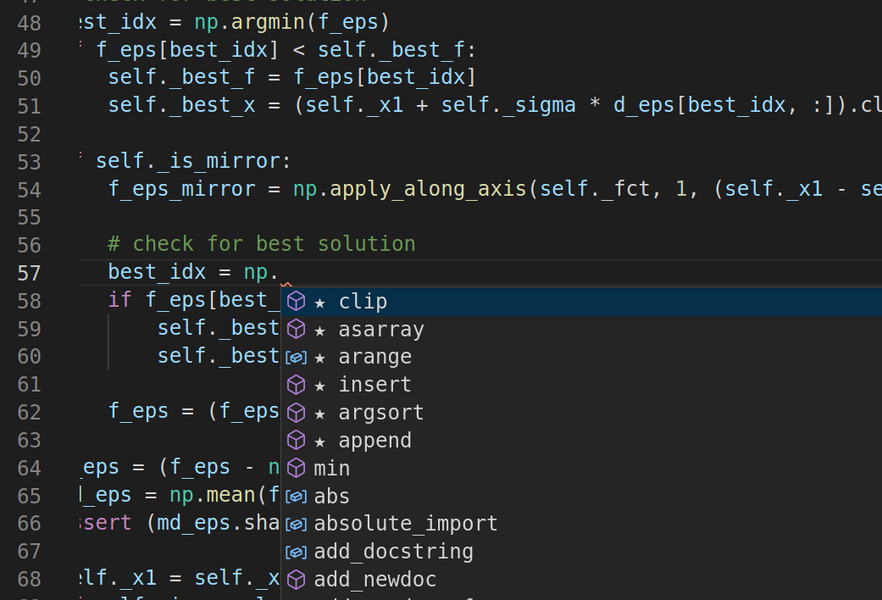 48 est_idx = np.argmin(f_eps)
49 f_eps[best_idx] < self._best_f:
50 self._best_f = f_eps[best_idx]
51 self._best_x = (self._x1 + self._sigma * d_eps[best_idx, :]).cl
52
53 self._is_mirror:
54 f_eps_mirror = np.apply_along_axis(self._fct, 1, (self._x1 - se
55
56 # check for best solution
57 best_idx = np.
58 if f_eps[best_
★ clip
59 self._best
★ asarray
60 self._best
★ arange
61
★ insert
62 f_eps = (f_eps
★ argsort
63
★ append
64 _eps = (f_eps - n
min
65 d_eps = np.mean(f
abs
66 ssert (md_eps.sha
absolute_import
67
add_docstring
68 elf._x1 = self._x
add_newdoc